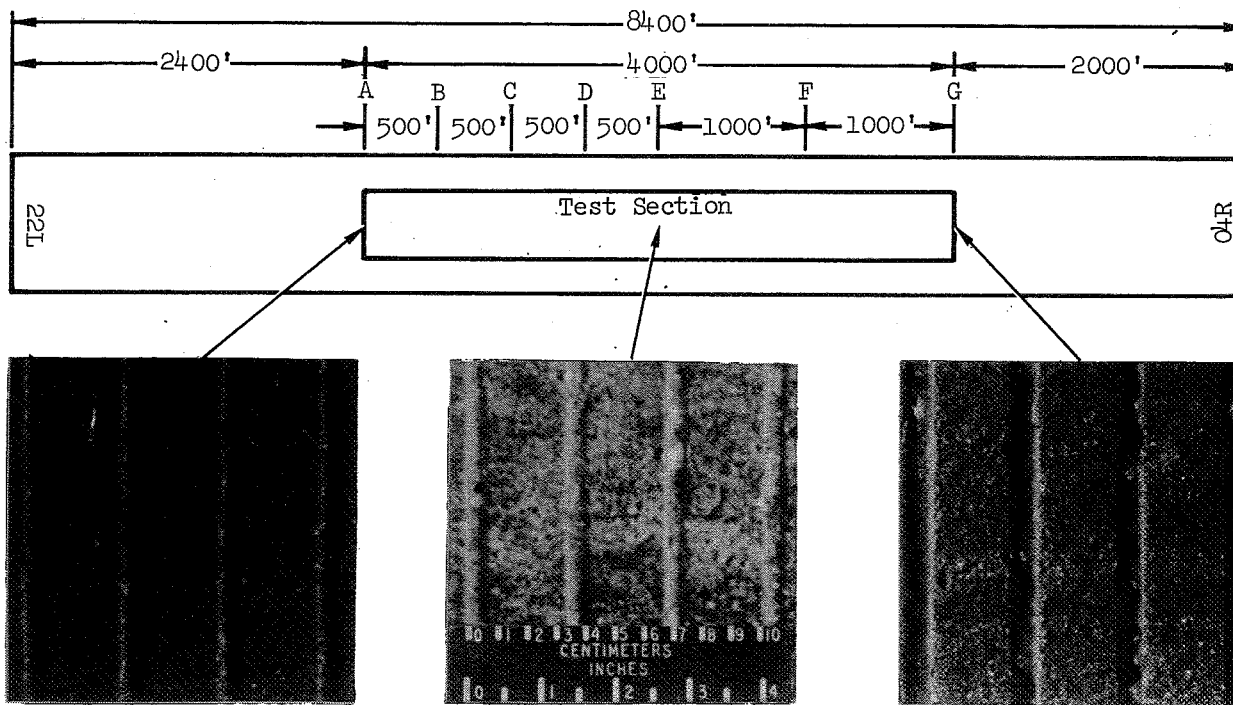 8400'
2400' 4000' 2000'
A B C D E F G
500' 500' 500' 500' 1000' 1000'
22L
Test Section
04R
0 1 2 3 4 5 6 7 8 9 10
CENTIMETERS
INCHES
0 1 2 3 4